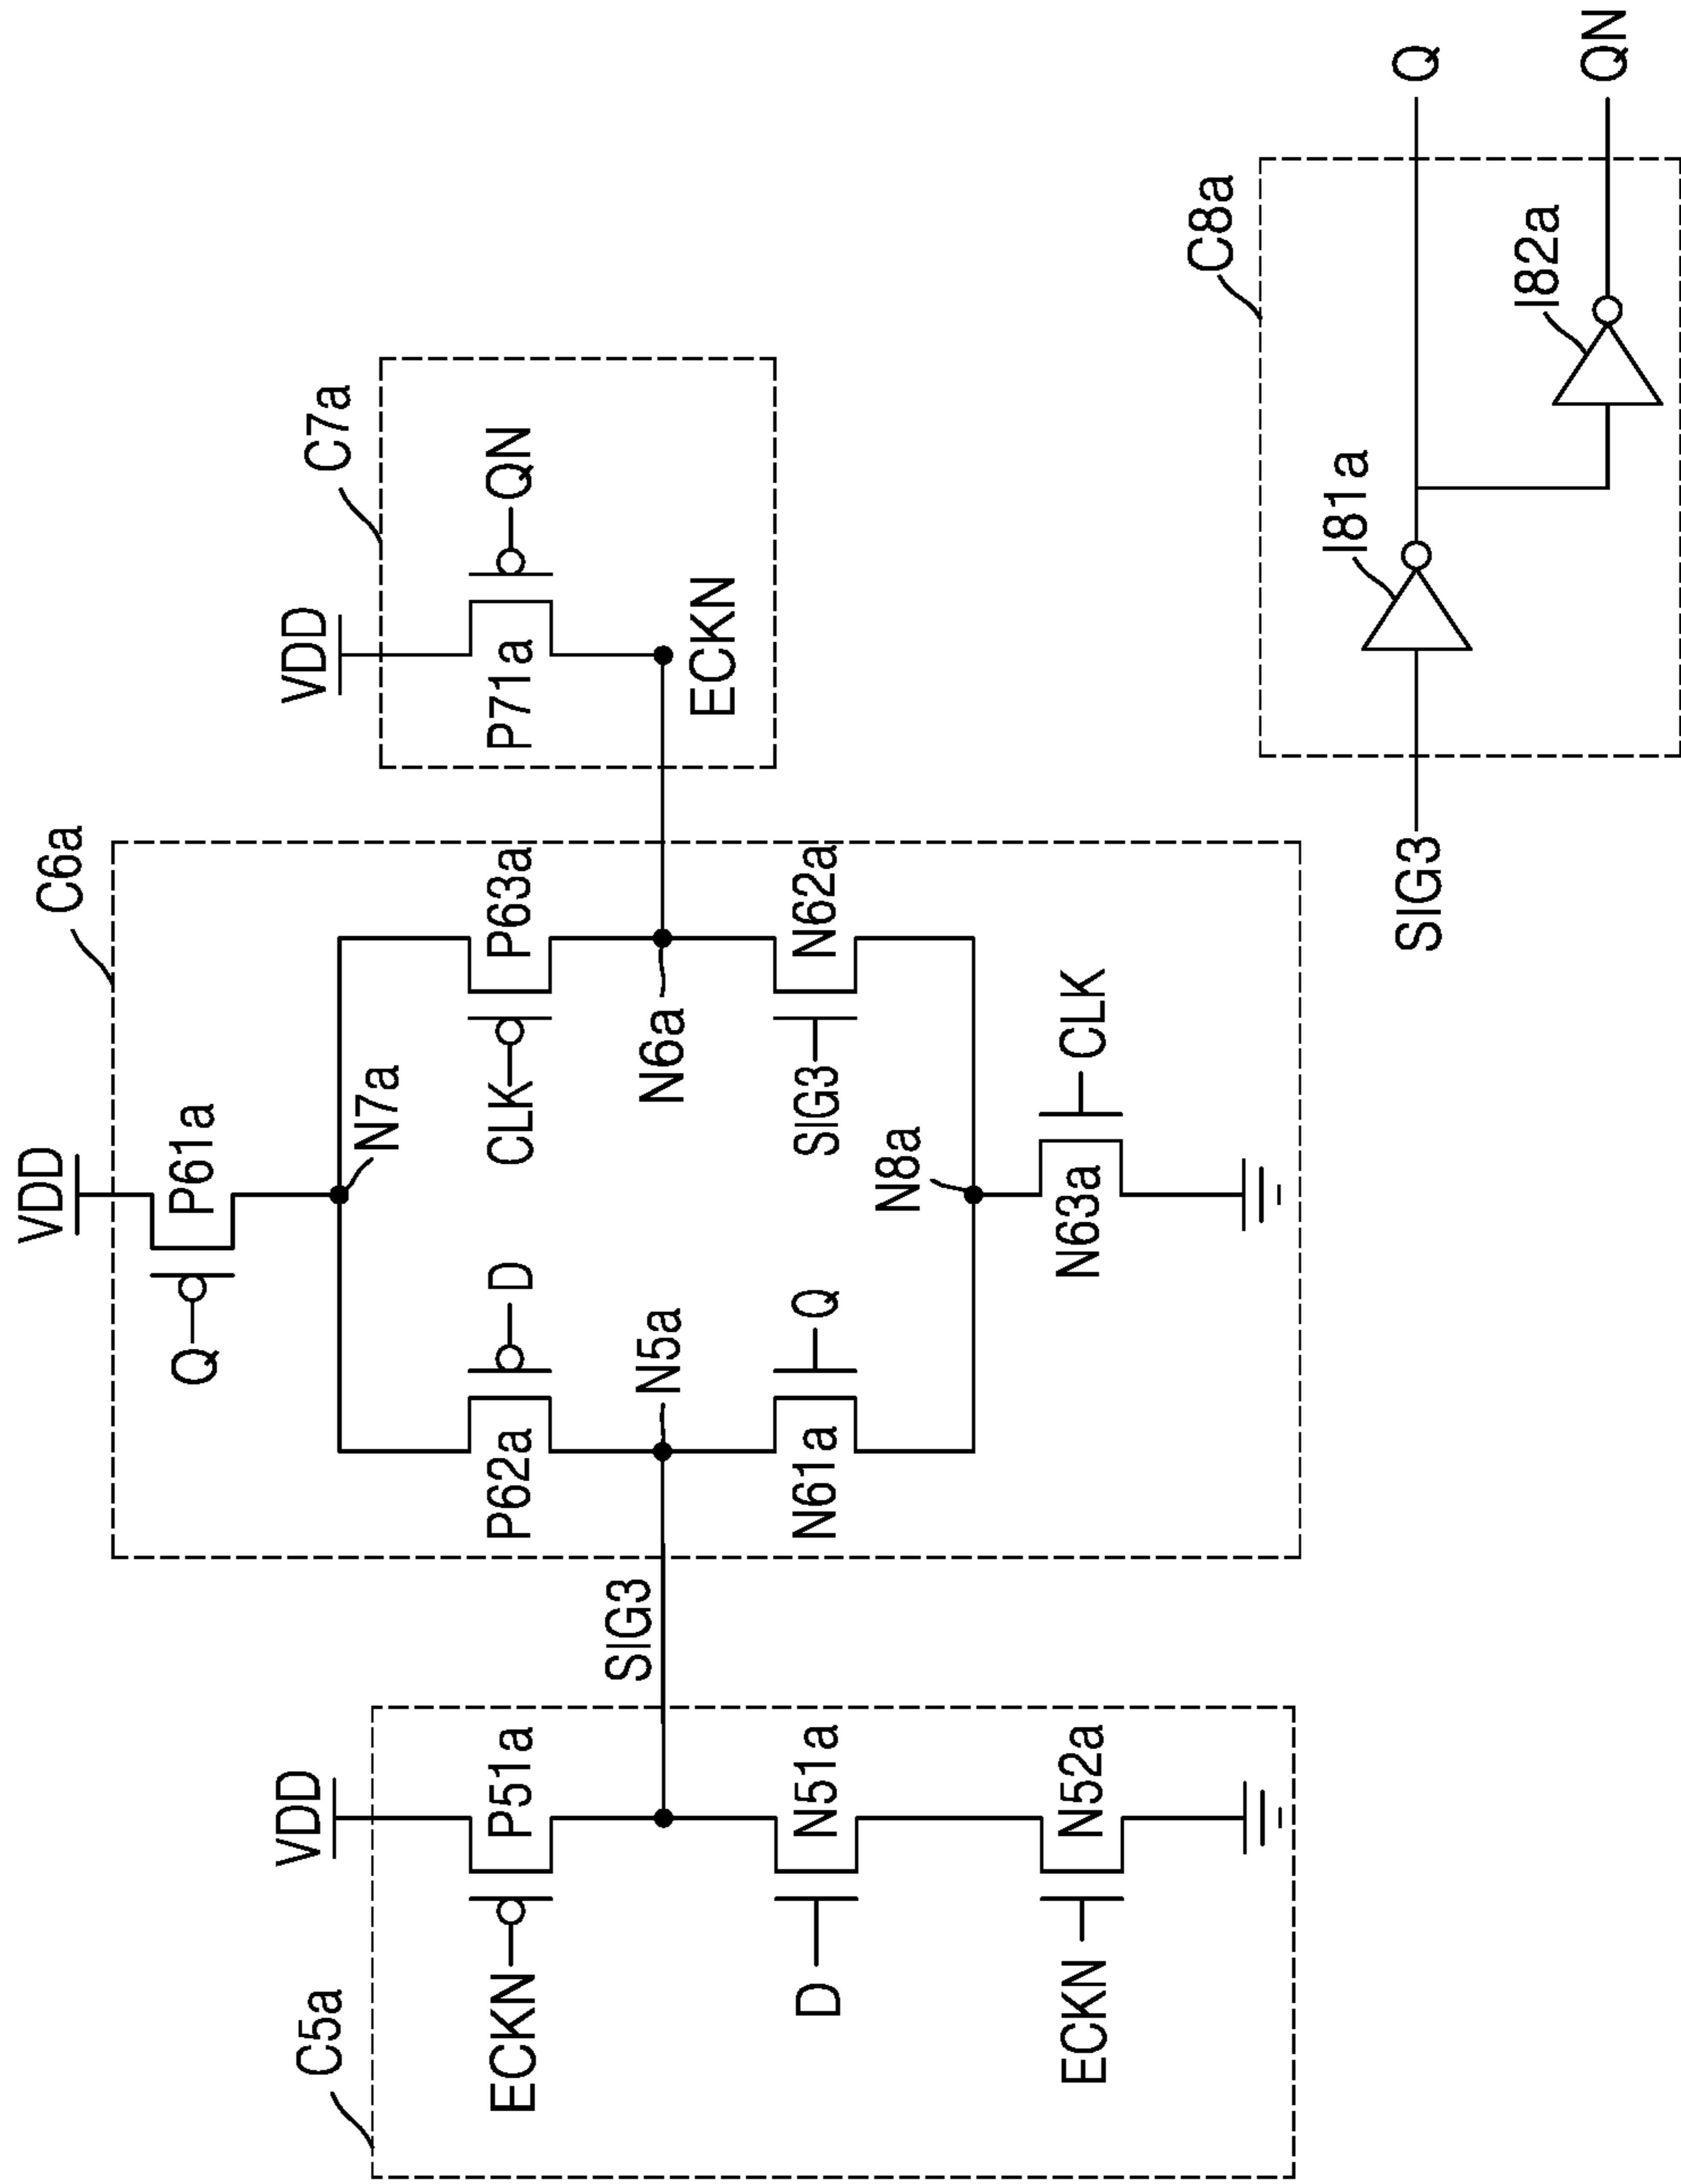 C5a
VDD
ECKN
P51a
D
N51a
ECKN
N52a
SIG3
C6a
VDD
Q
P61a
N7a
P62a
D
CLK
P63a
N5a
N6a
N61a
Q
SIG3
N62a
N8a
N63a
CLK
C7a
VDD
P71a
QN
ECKN
C8a
SIG3
I81a
I82a
Q
QN